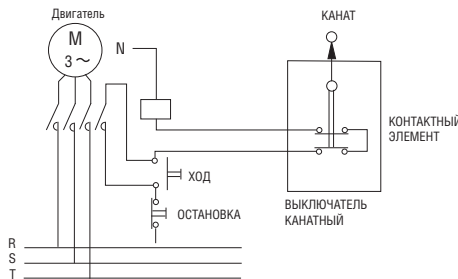 Двигатель
M
3 ~
N
КАНАТ
КОНТАКТНЫЙ
ЭЛЕМЕНТ
ХОД
ОСТАНОВКА
ВЫКЛЮЧАТЕЛЬ
КАНАТНЫЙ
R
S
T